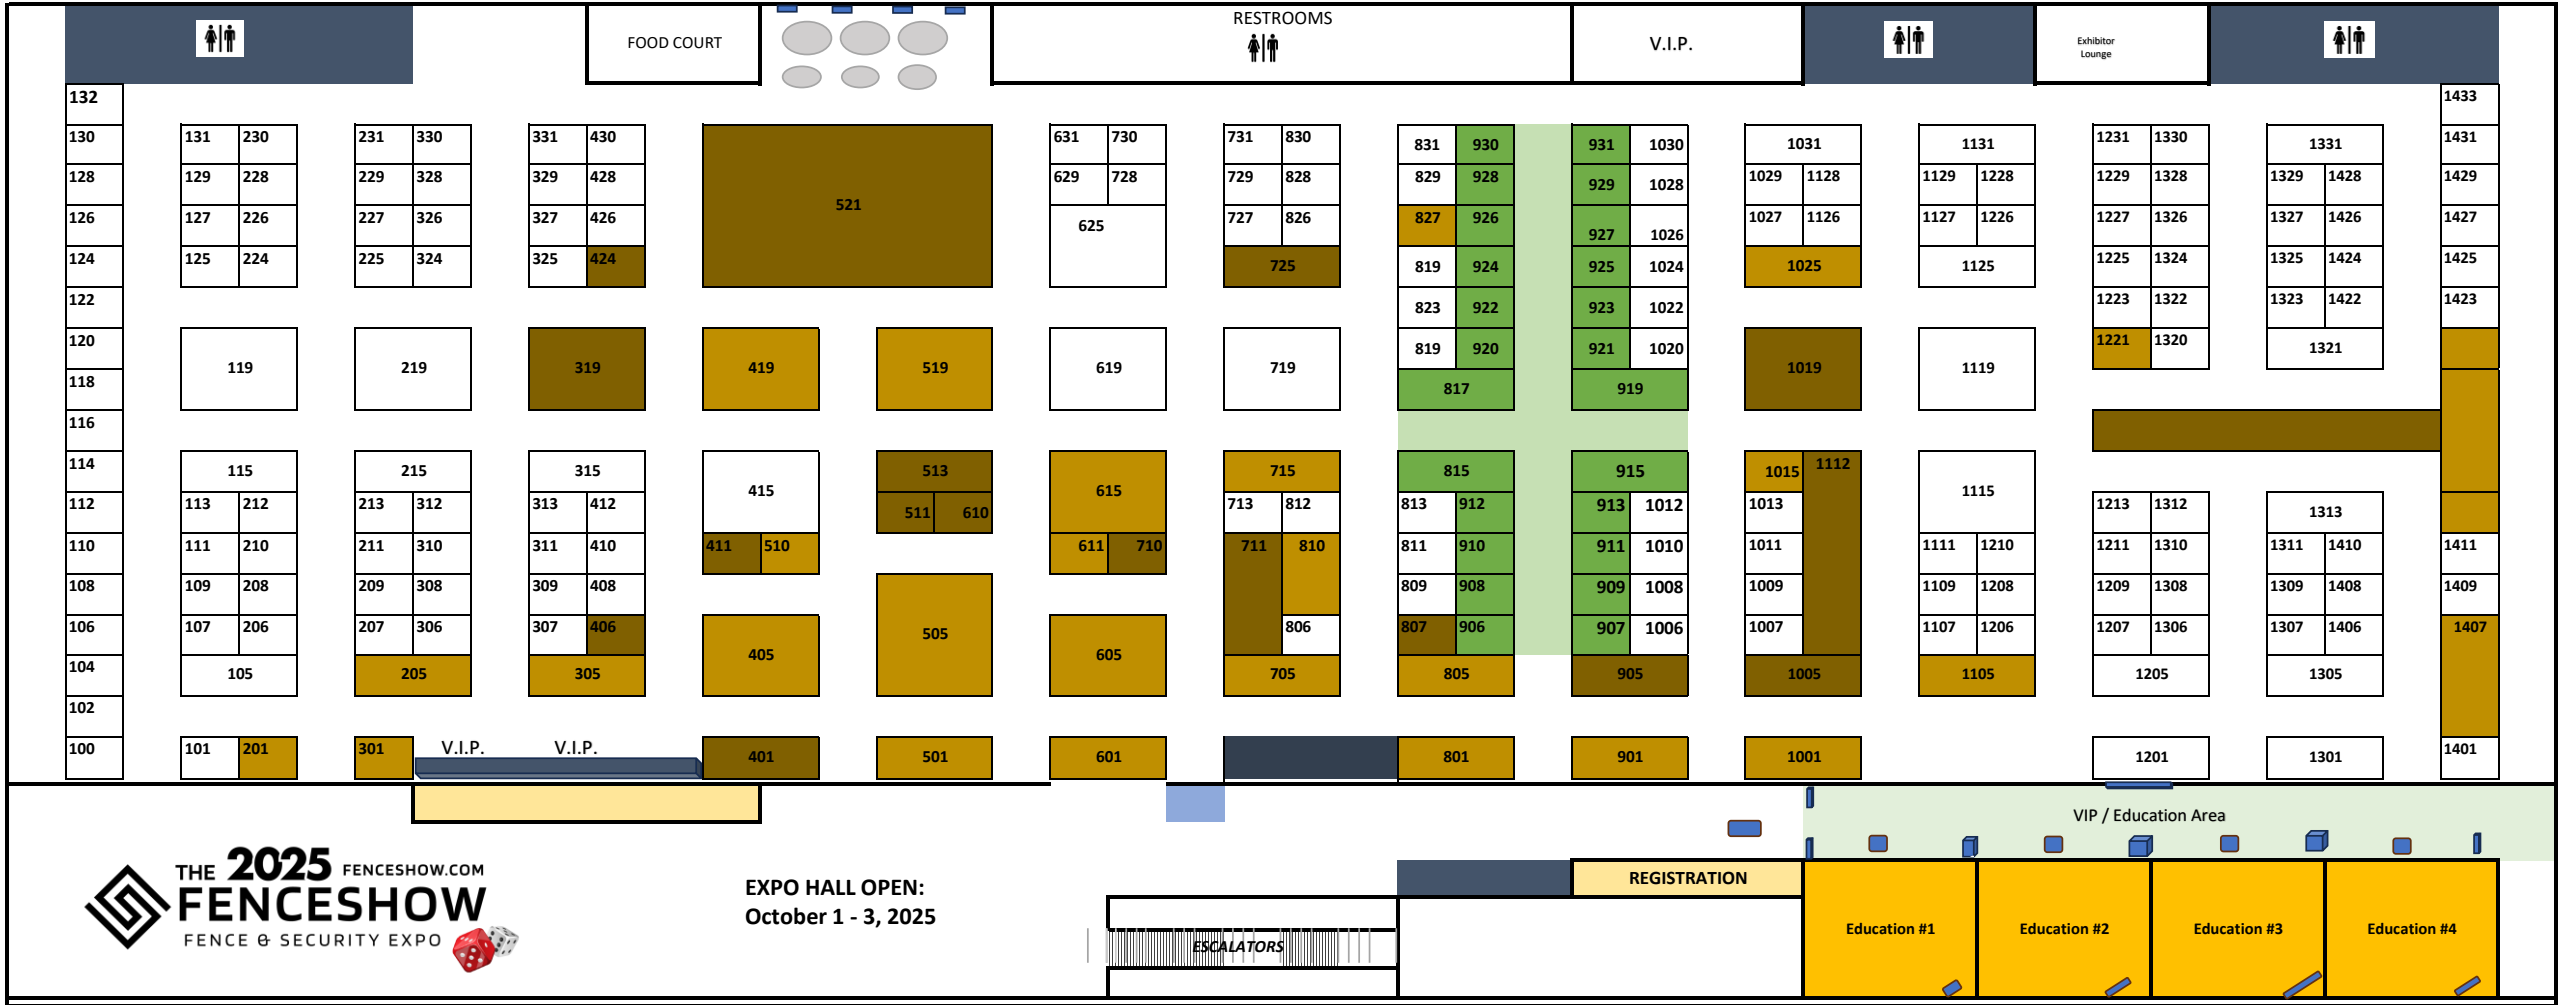 RESTROOMS
FOOD COURT
V.I.P.
Exhibitor
Lounge
132 1433
130 131 230 231 330 331 430 631 730 731 830 831 930 931 1030 1031 1131 1231 1330 1331 1431
128 129 228 229 328 329 428 629 728 729 828 829 928 929 1028 1029 1128 1129 1228 1229 1328 1329 1428 1429
521
126 127 226 227 326 327 426 625 727 826 827 926 927 1026 1027 1126 1127 1226 1227 1326 1327 1426 1427
124 125 224 225 324 325 424 725 819 924 925 1024 1025 1125 1225 1324 1325 1424 1425
122 823 922 923 1022 1223 1322 1323 1422 1423
120 819 920 921 1020 1221 1320 1321
119 219 319 419 519 619 719 1019 1119
118 817 919
116
114 115 215 315 513 715 815 915 1015 1112
415 615 1115
112 113 212 213 312 313 412 511 610 713 812 813 912 913 1012 1013 1213 1312 1313
110 111 210 211 310 311 410 411 510 611 710 711 810 811 910 911 1010 1011 1111 1210 1211 1310 1311 1410 1411
108 109 208 209 308 309 408 809 908 909 1008 1009 1109 1208 1209 1308 1309 1408 1409
106 107 206 207 306 307 406 505 806 807 906 907 1006 1007 1107 1206 1207 1306 1307 1406 1407
405 605
104 105 205 305 705 805 905 1005 1105 1205 1305
102
100 101 201 301 V.I.P. V.I.P. 401 501 601 801 901 1001 1201 1301 1401
VIP / Education Area
THE 2025 FENCESHOW.COM
FENCESHOW
FENCE & SECURITY EXPO
EXPO HALL OPEN:
October 1 - 3, 2025
REGISTRATION
ESCALATORS
Education #1
Education #2
Education #3
Education #4